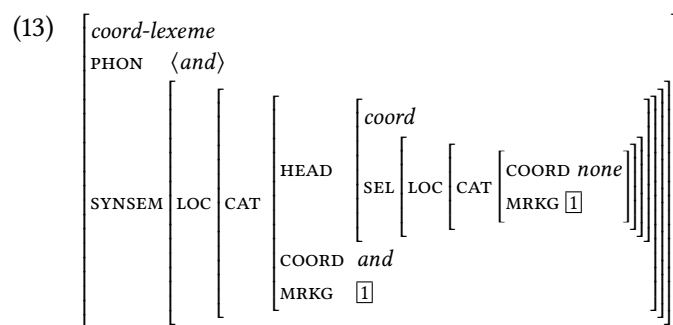 (13)
coord-lexeme
PHON ⟨and⟩
coord
HEAD
SEL LOC CAT
COORD none
MRKG 1
SYNSEM LOC CAT
COORD and
MRKG 1